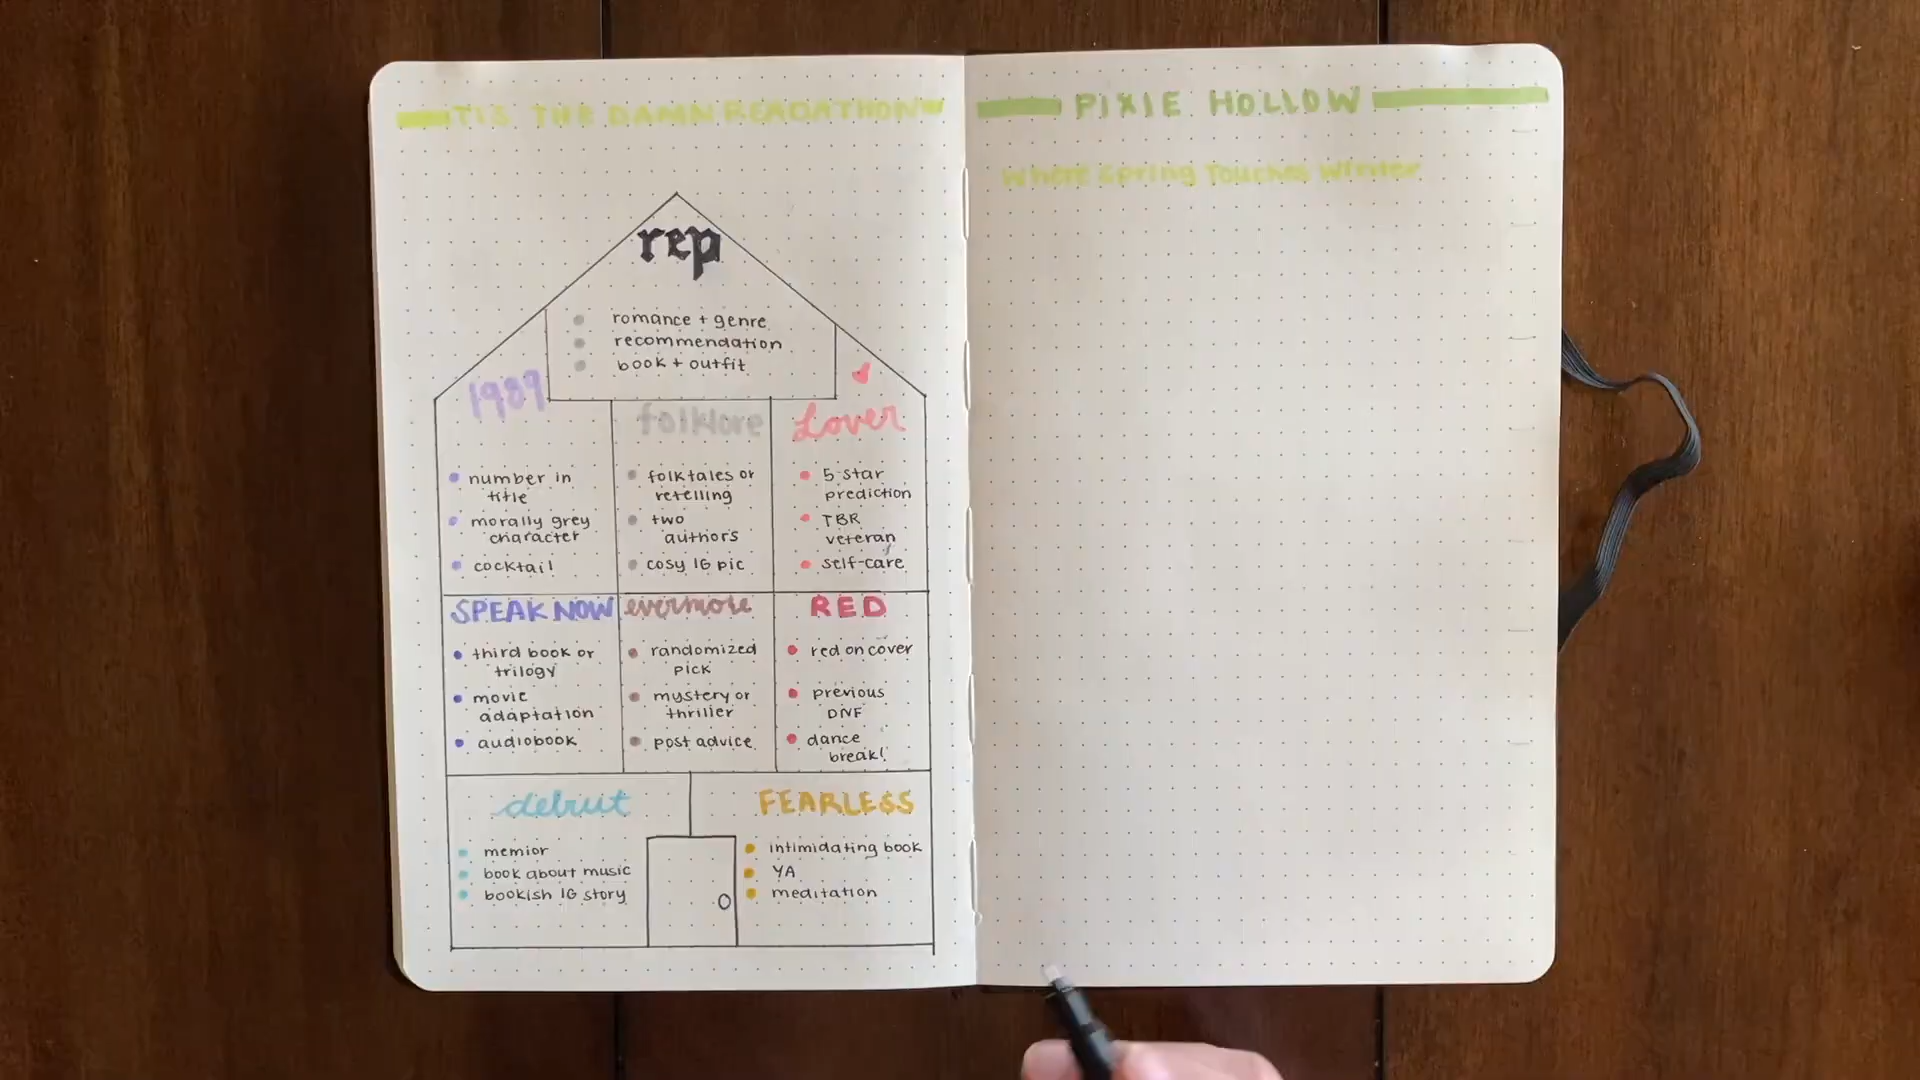 TIS THE DAMN READATHON
rep
romance + genre
recommendation
book + outfit
1989
number in
title
morally grey
character
cocktail
folklore
folktales or
retelling
two
authors
cosy IG pic
Lover
5 star
prediction
TBR
veteran
self-care
SPEAK NOW
third book or
trilogy
movie
adaptation
audiobook
evermore
randomized
pick
mystery or
thriller
post advice
RED
red on cover
previous
DNF
dance
break!
debut
memior
book about music
bookish IG story
FEARLESS
intimidating book
YA
meditation
PIXIE HOLLOW
Where Spring Touches Winter